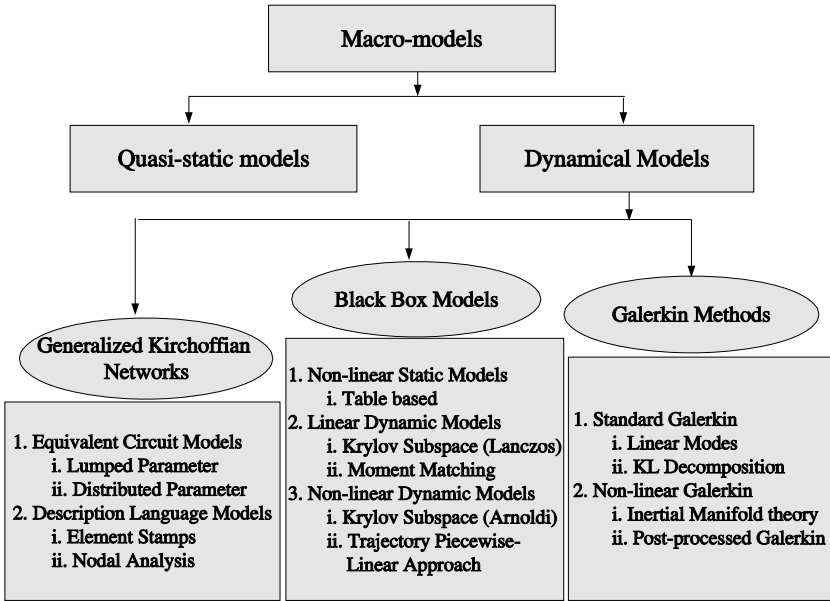 Macro-models
Quasi-static models
Dynamical Models
Generalized Kirchoffian
Networks
1. Equivalent Circuit Models
i. Lumped Parameter
ii. Distributed Parameter
2. Description Language Models
i. Element Stamps
ii. Nodal Analysis
Black Box Models
1. Non-linear Static Models
i. Table based
2. Linear Dynamic Models
i. Krylov Subspace (Lanczos)
ii. Moment Matching
3. Non-linear Dynamic Models
i. Krylov Subspace (Arnoldi)
ii. Trajectory Piecewise-
Linear Approach
Galerkin Methods
1. Standard Galerkin
i. Linear Modes
ii. KL Decomposition
2. Non-linear Galerkin
i. Inertial Manifold theory
ii. Post-processed Galerkin